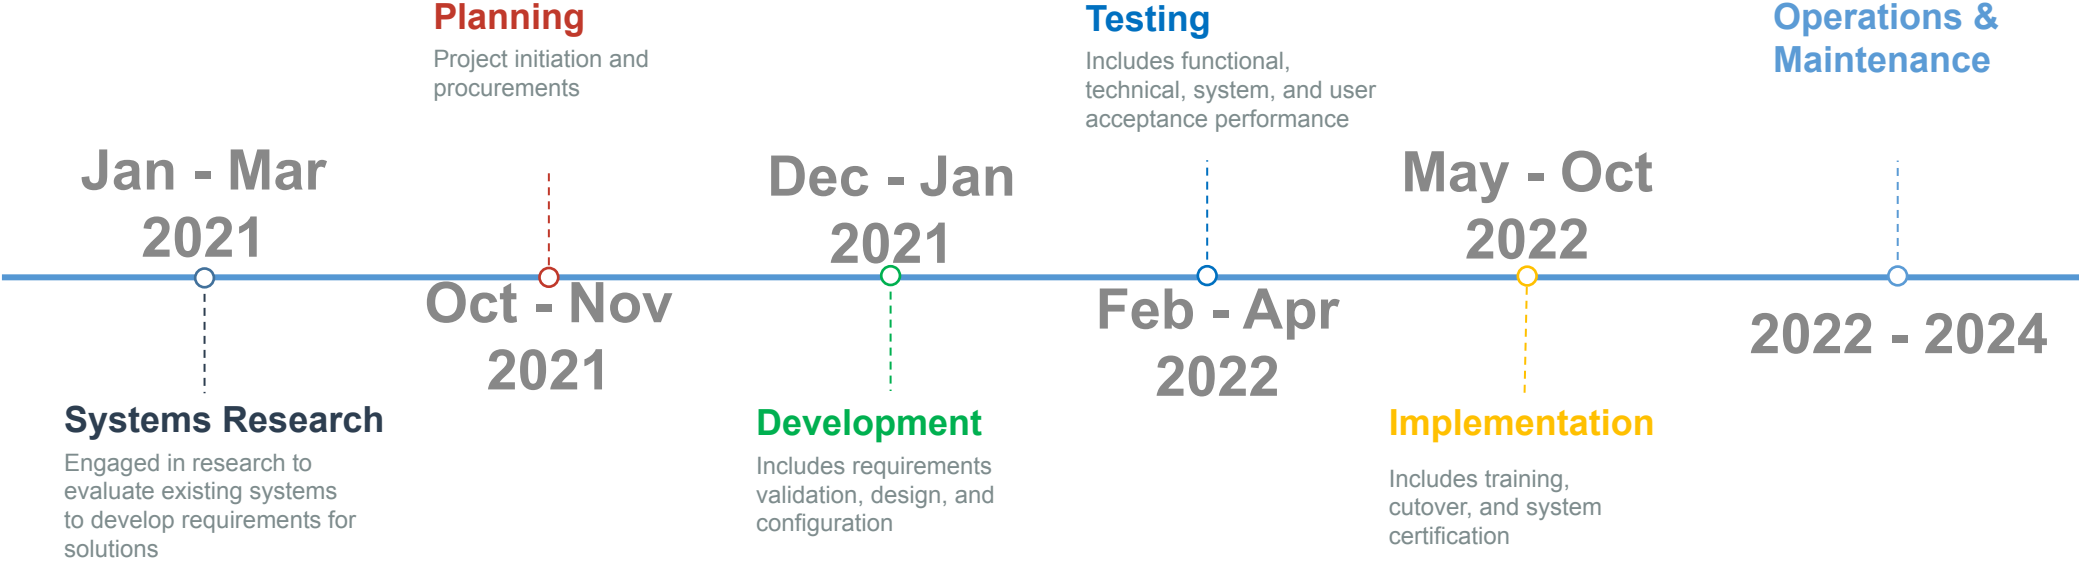 Planning
Project initiation and
procurements
Testing
Includes functional,
technical, system, and user
acceptance performance
Operations &
Maintenance
Jan - Mar
2021
Dec - Jan
2021
May - Oct
2022
Oct - Nov
2021
Feb - Apr
2022
2022 - 2024
Systems Research
Engaged in research to
evaluate existing systems
to develop requirements for
solutions
Development
Includes requirements
validation, design, and
configuration
Implementation
Includes training,
cutover, and system
certification